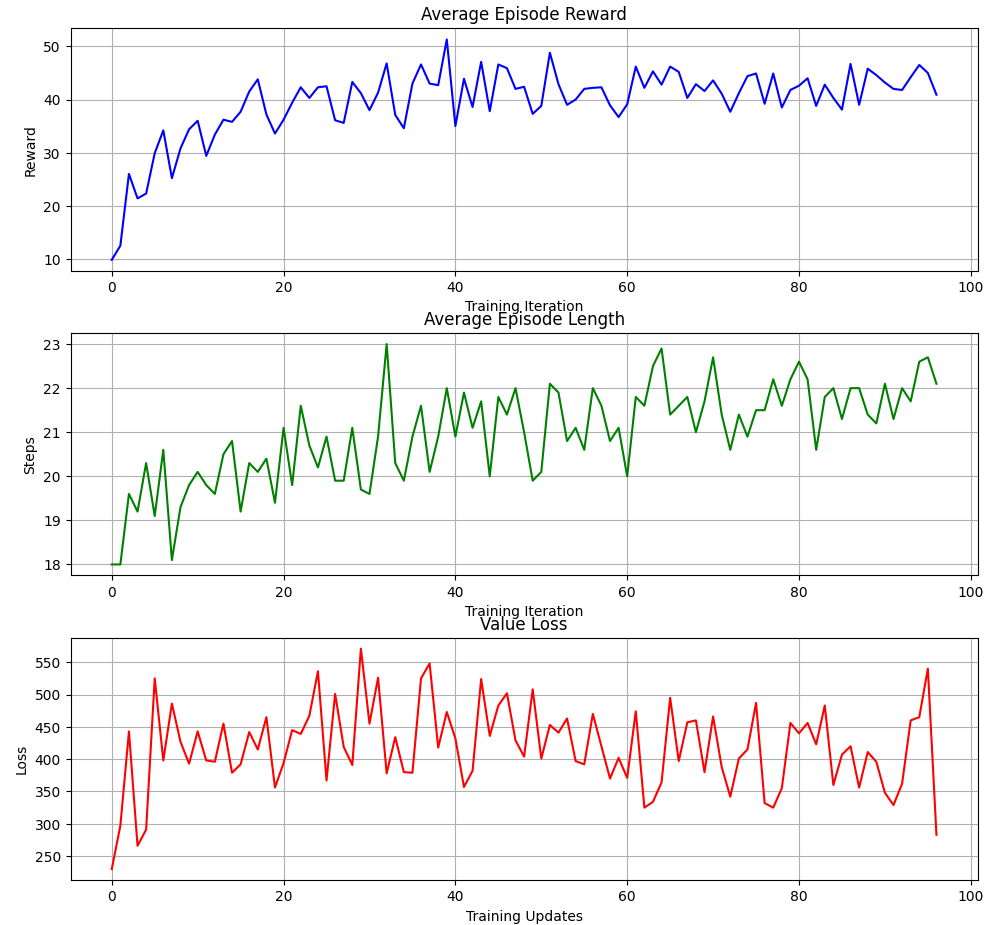 Average Episode Reward
50
40
30
20
10
Reward
0 20 40 60 80 100
Training Iteration
Average Episode Length
23
22
21
20
19
18
Steps
0 20 40 60 80 100
Training Iteration
Value Loss
550
500
450
400
350
300
250
Loss
0 20 40 60 80 100
Training Updates